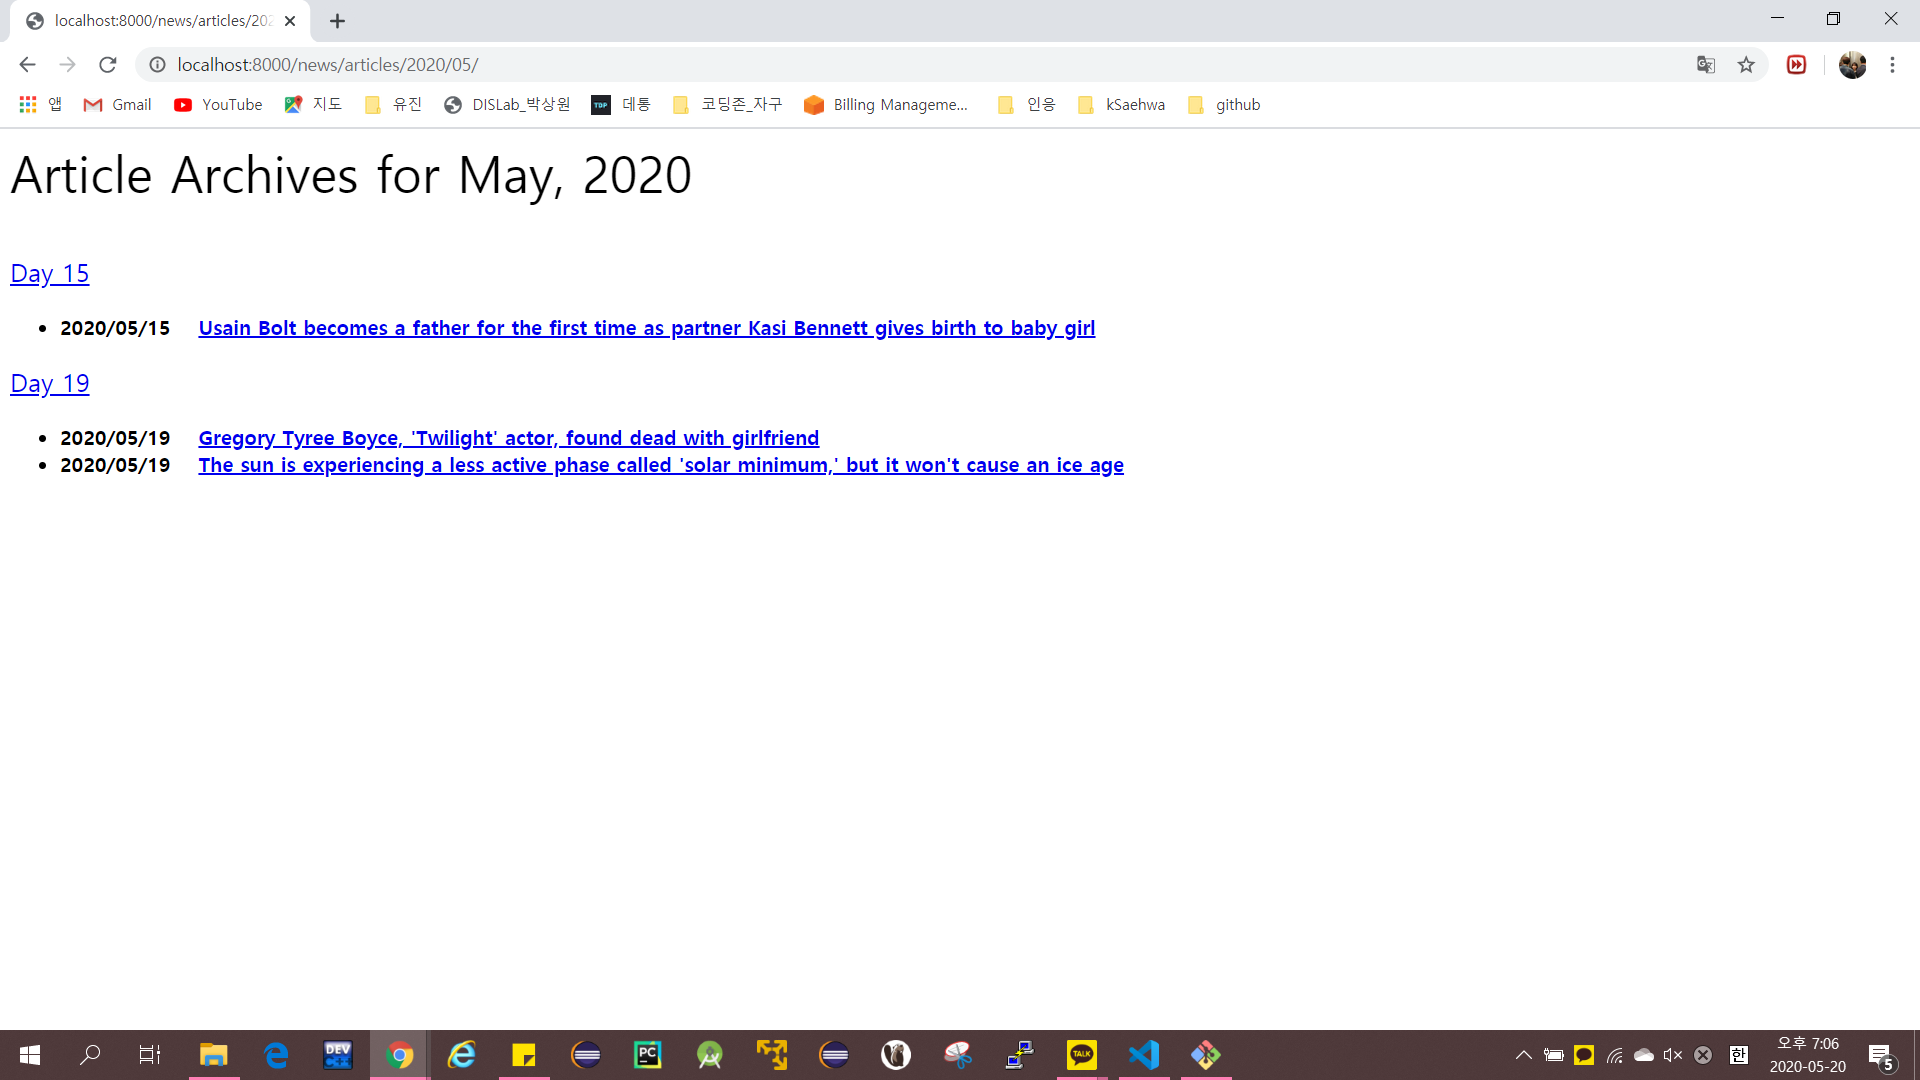 localhost:8000/news/articles/202
localhost:8000/news/articles/2020/05/
앱 Gmail YouTube 지도 유진 DISLab_박상원 TDP 데통 코딩존_자구 Billing Manageme... 인응 kSaehwa github
Article Archives for May, 2020
Day 15
2020/05/15 Usain Bolt becomes a father for the first time as partner Kasi Bennett gives birth to baby girl
Day 19
2020/05/19 Gregory Tyree Boyce, 'Twilight' actor, found dead with girlfriend
2020/05/19 The sun is experiencing a less active phase called 'solar minimum,' but it won't cause an ice age
DEV C++ PC TALK 한 오후 7:06
2020-05-20 5